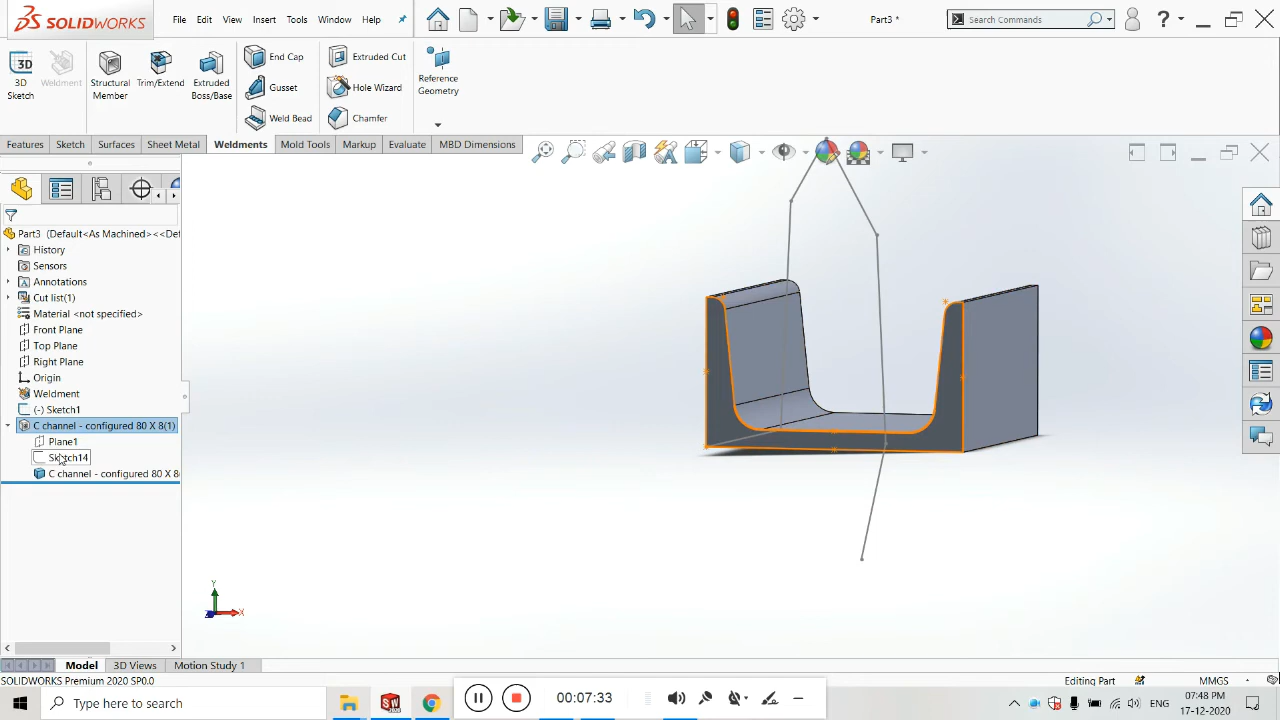 SOLIDWORKS File Edit View Insert Tools Window Help Part3 * Search Commands
3D Sketch Weldment Structural Member Trim/Extend Extruded Boss/Base End Cap Gusset Weld Bead Extruded Cut Hole Wizard Chamfer Reference Geometry
Features Sketch Surfaces Sheet Metal Weldments Mold Tools Markup Evaluate MBD Dimensions
Part3 (Default<As Machined><<Def
History
Sensors
Annotations
Cut list(1)
Material <not specified>
Front Plane
Top Plane
Right Plane
Origin
Weldment
(-) Sketch1
C channel - configured 80 X 8(1)
Plane1
Sketch14
C channel - configured 80 X 8
Y
X
Model 3D Views Motion Study 1
SOLIDWORKS Premium 2020 SP0.0 Editing Part MMGS
Type here to search 00:07:33 ENG 07:48 PM
17-12-2020